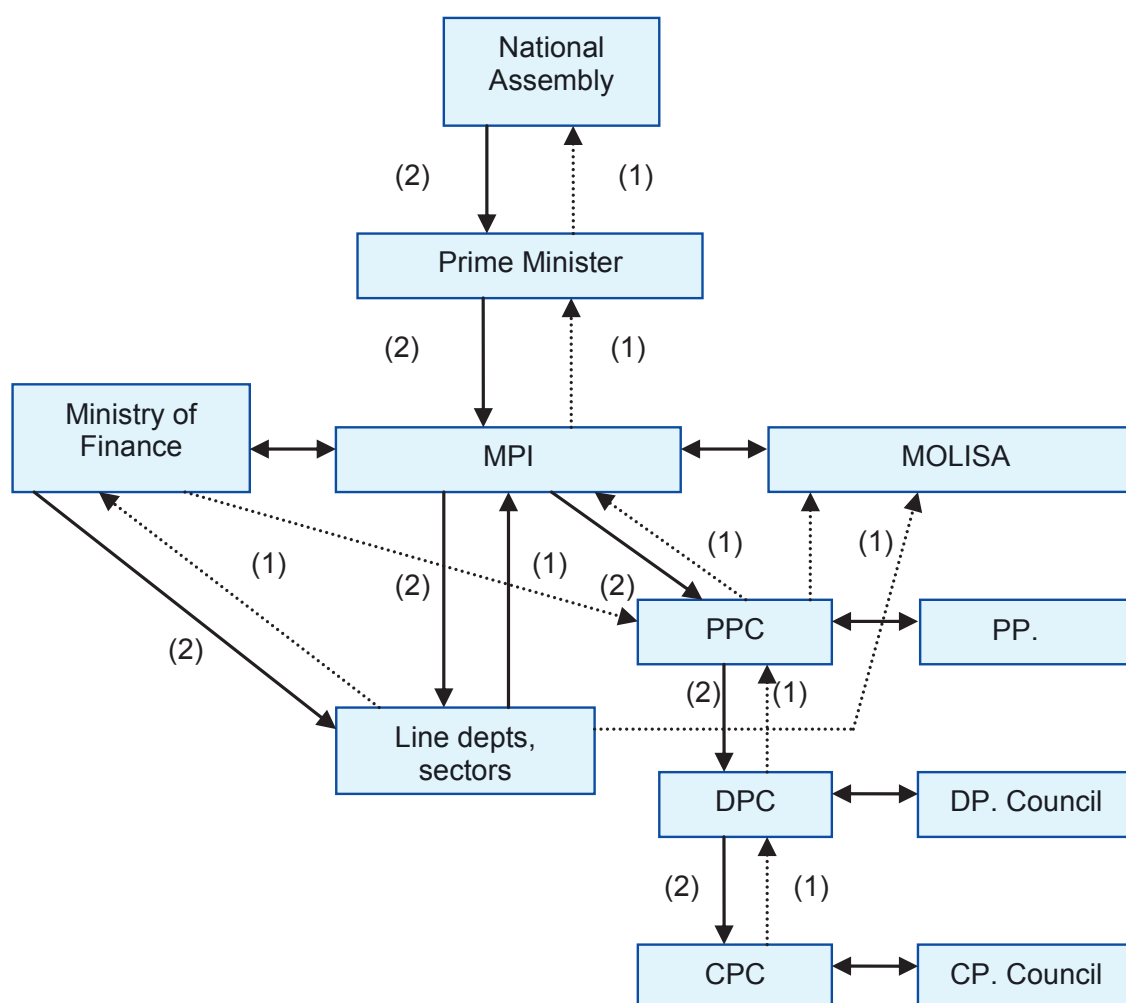 National
Assembly
(2)
(1)
Prime Minister
(2)
(1)
Ministry of
Finance
MPI
MOLISA
(1)
(2)
(1)
(2)
(1)
(1)
(2)
PPC
PP.
(2)
(1)
Line depts,
sectors
DPC
DP. Council
(2)
(1)
CPC
CP. Council